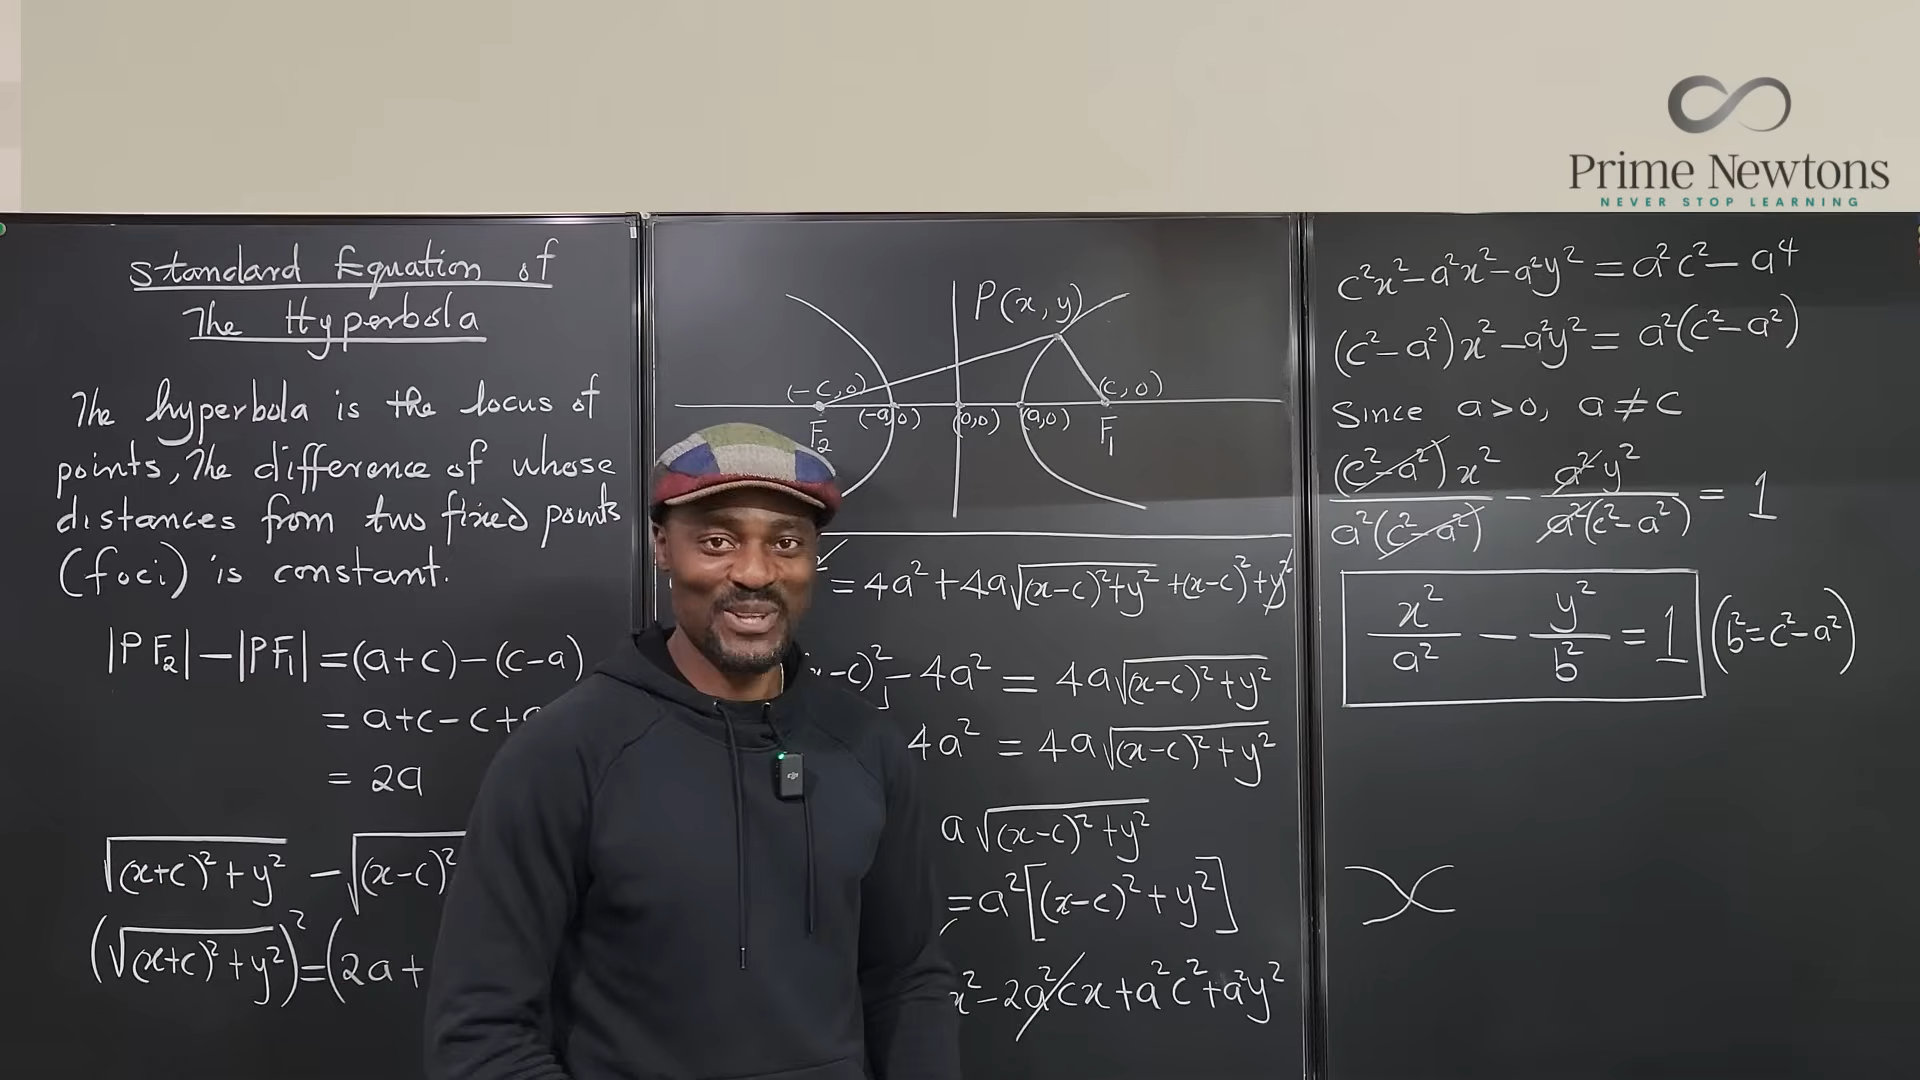 Prime Newtons
NEVER STOP LEARNING
Standard Equation of
The Hyperbola
The hyperbola is the locus of
points, The difference of whose
distances from two fixed points
(foci) is constant.
|PF₂| − |PF₁| = (a+c) − (c−a)
= a+c−c+
= 2a
√(x+c)²+y² − √(x−c)²
(√(x+c)²+y²)² = (2a+
P(x, y)
(−c,0) (c,0)
(−a,0) (0,0) (a,0)
F₂ F₁
² = 4a² + 4a√(x−c)²+y² + (x−c)² + y²
x−c)² − 4a² = 4a√(x−c)²+y²
4a² = 4a√(x−c)²+y²
a√(x−c)²+y²
= a²[(x−c)²+y²]
x² − 2a²cx + a²c² + a²y²
c²x² − a²x² − a²y² = a²c² − a⁴
(c²−a²)x² − a²y² = a²(c²−a²)
Since a>0, a≠c
(c²−a²)x² / a²(c²−a²) − a²y² / a²(c²−a²) = 1
x²/a² − y²/b² = 1 (b²=c²−a²)